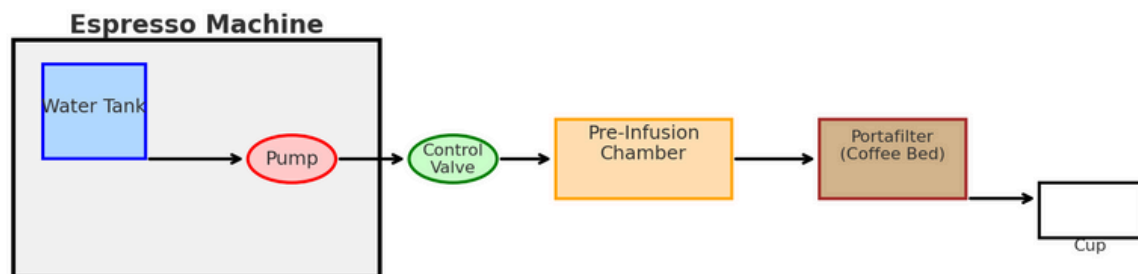 Espresso Machine
Water Tank
Pump
Control
Valve
Pre-Infusion
Chamber
Portafilter
(Coffee Bed)
Cup